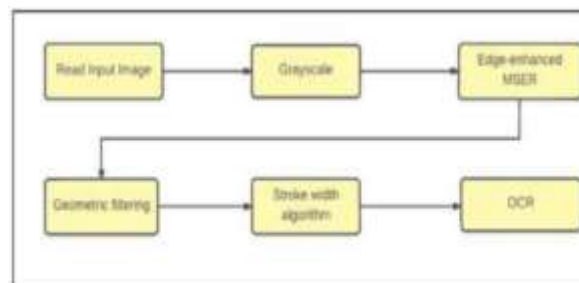 Read Input Image
Grayscale
Edge-enhanced
MSER
Geometric filtering
Stroke width
algorithm
OCR